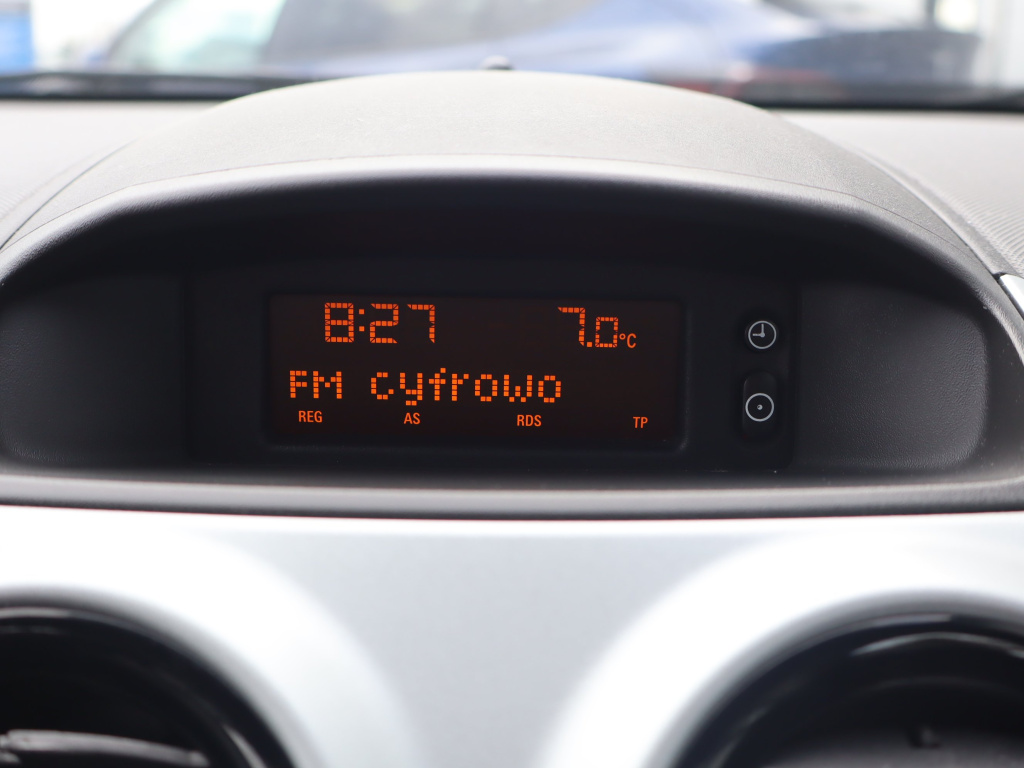 8:27 7.0°C
FM cyfrowo
REG AS RDS TP